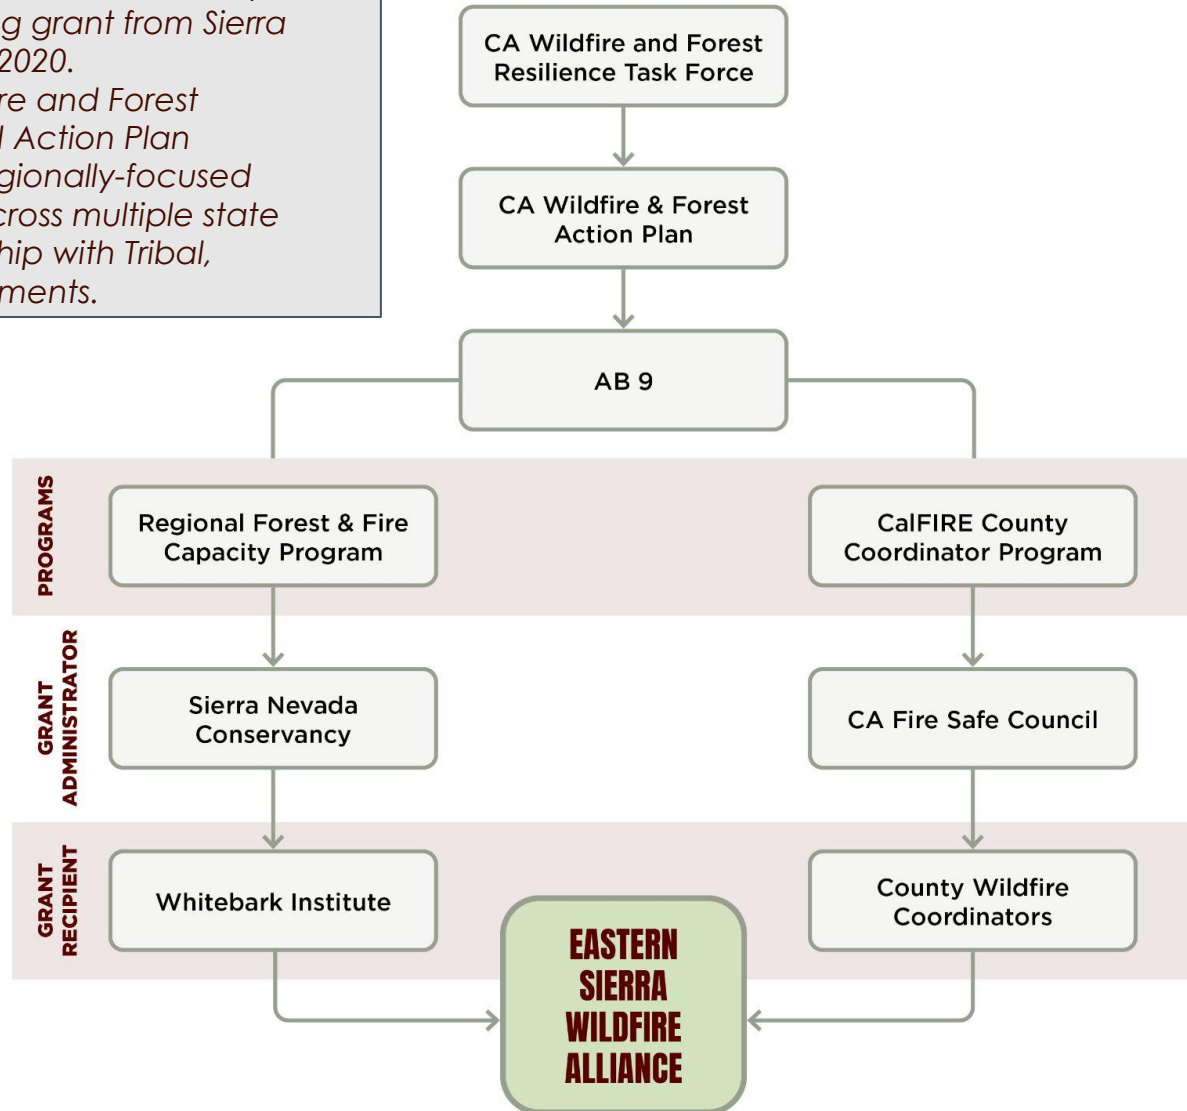 g grant from Sierra
2020.
re and Forest
Action Plan
gionally-focused
cross multiple state
hip with Tribal,
ments.
CA Wildfire and Forest
Resilience Task Force
CA Wildfire & Forest
Action Plan
AB 9
PROGRAMS
Regional Forest & Fire
Capacity Program
CalFIRE County
Coordinator Program
GRANT
ADMINISTRATOR
Sierra Nevada
Conservancy
CA Fire Safe Council
GRANT
RECIPIENT
Whitebark Institute
County Wildfire
Coordinators
EASTERN
SIERRA
WILDFIRE
ALLIANCE